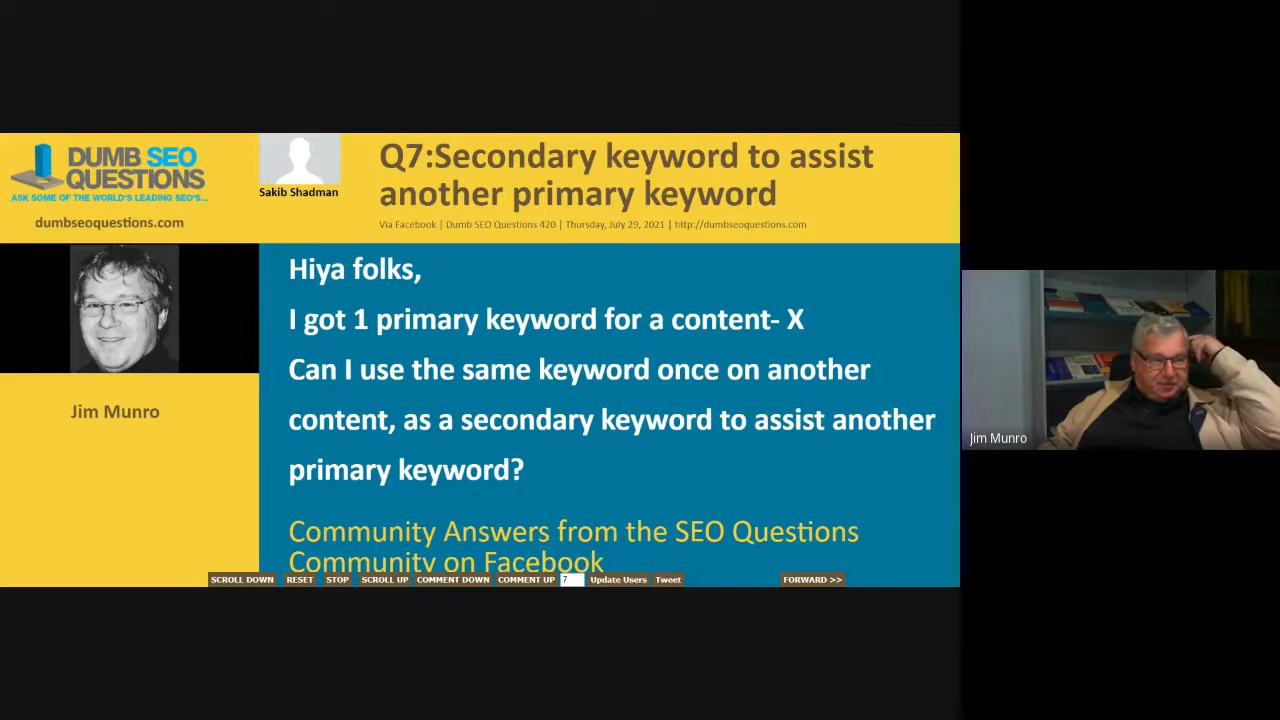 DUMB SEO
QUESTIONS
ASK SOME OF THE WORLD'S LEADING SEO'S...
dumbseoquestions.com
Sakib Shadman
Q7:Secondary keyword to assist
another primary keyword
Via Facebook | Dumb SEO Questions 420 | Thursday, July 29, 2021 | http://dumbseoquestions.com
Jim Munro
Hiya folks,
I got 1 primary keyword for a content- X
Can I use the same keyword once on another
content, as a secondary keyword to assist another
primary keyword?
Community Answers from the SEO Questions
Community on Facebook
SCROLL DOWN RESET STOP SCROLL UP COMMENT DOWN COMMENT UP 7 Update Users Tweet FORWARD >>
Jim Munro